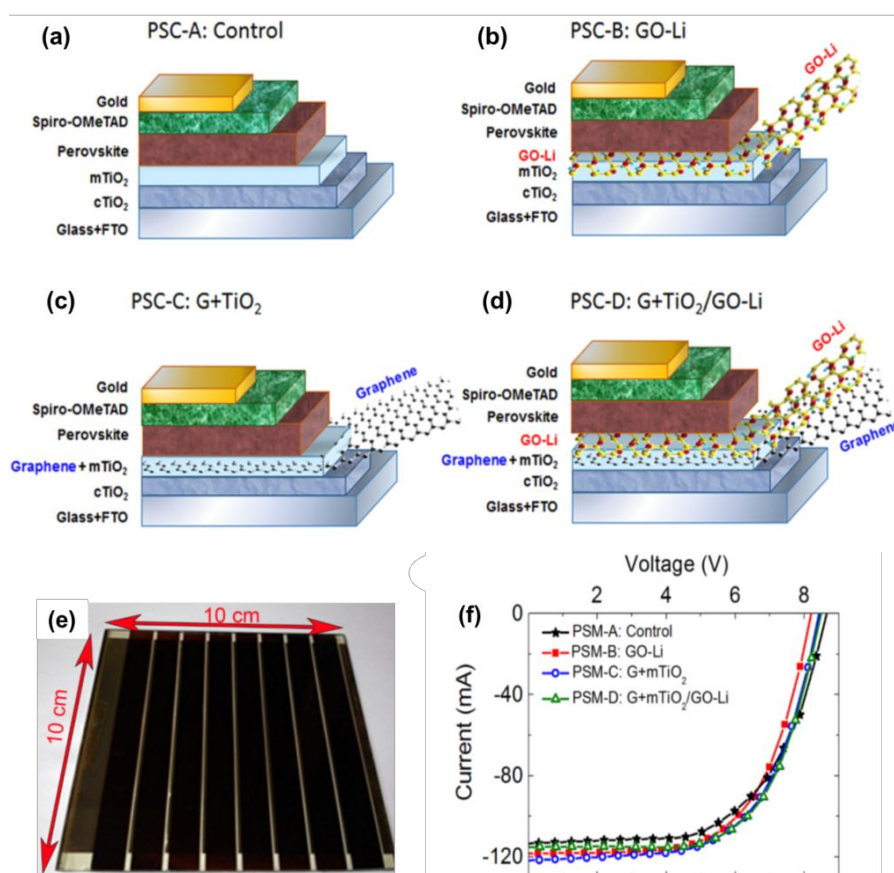 (a)
PSC-A: Control
Gold
Spiro-OMeTAD
Perovskite
mTiO₂
cTiO₂
Glass+FTO
(b)
PSC-B: GO-Li
GO-Li
Gold
Spiro-OMeTAD
Perovskite
GO-Li
mTiO₂
cTiO₂
Glass+FTO
(c)
PSC-C: G+TiO₂
Graphene
Gold
Spiro-OMeTAD
Perovskite
Graphene + mTiO₂
cTiO₂
Glass+FTO
(d)
PSC-D: G+TiO₂/GO-Li
GO-Li
Gold
Spiro-OMeTAD
Perovskite
GO-Li
Graphene
Graphene + mTiO₂
cTiO₂
Glass+FTO
(e)
10 cm
10 cm
(f)
Voltage (V)
2 4 6 8
0
-40
-80
-120
Current (mA)
PSM-A: Control
PSM-B: GO-Li
PSM-C: G+mTiO₂
PSM-D: G+mTiO₂/GO-Li